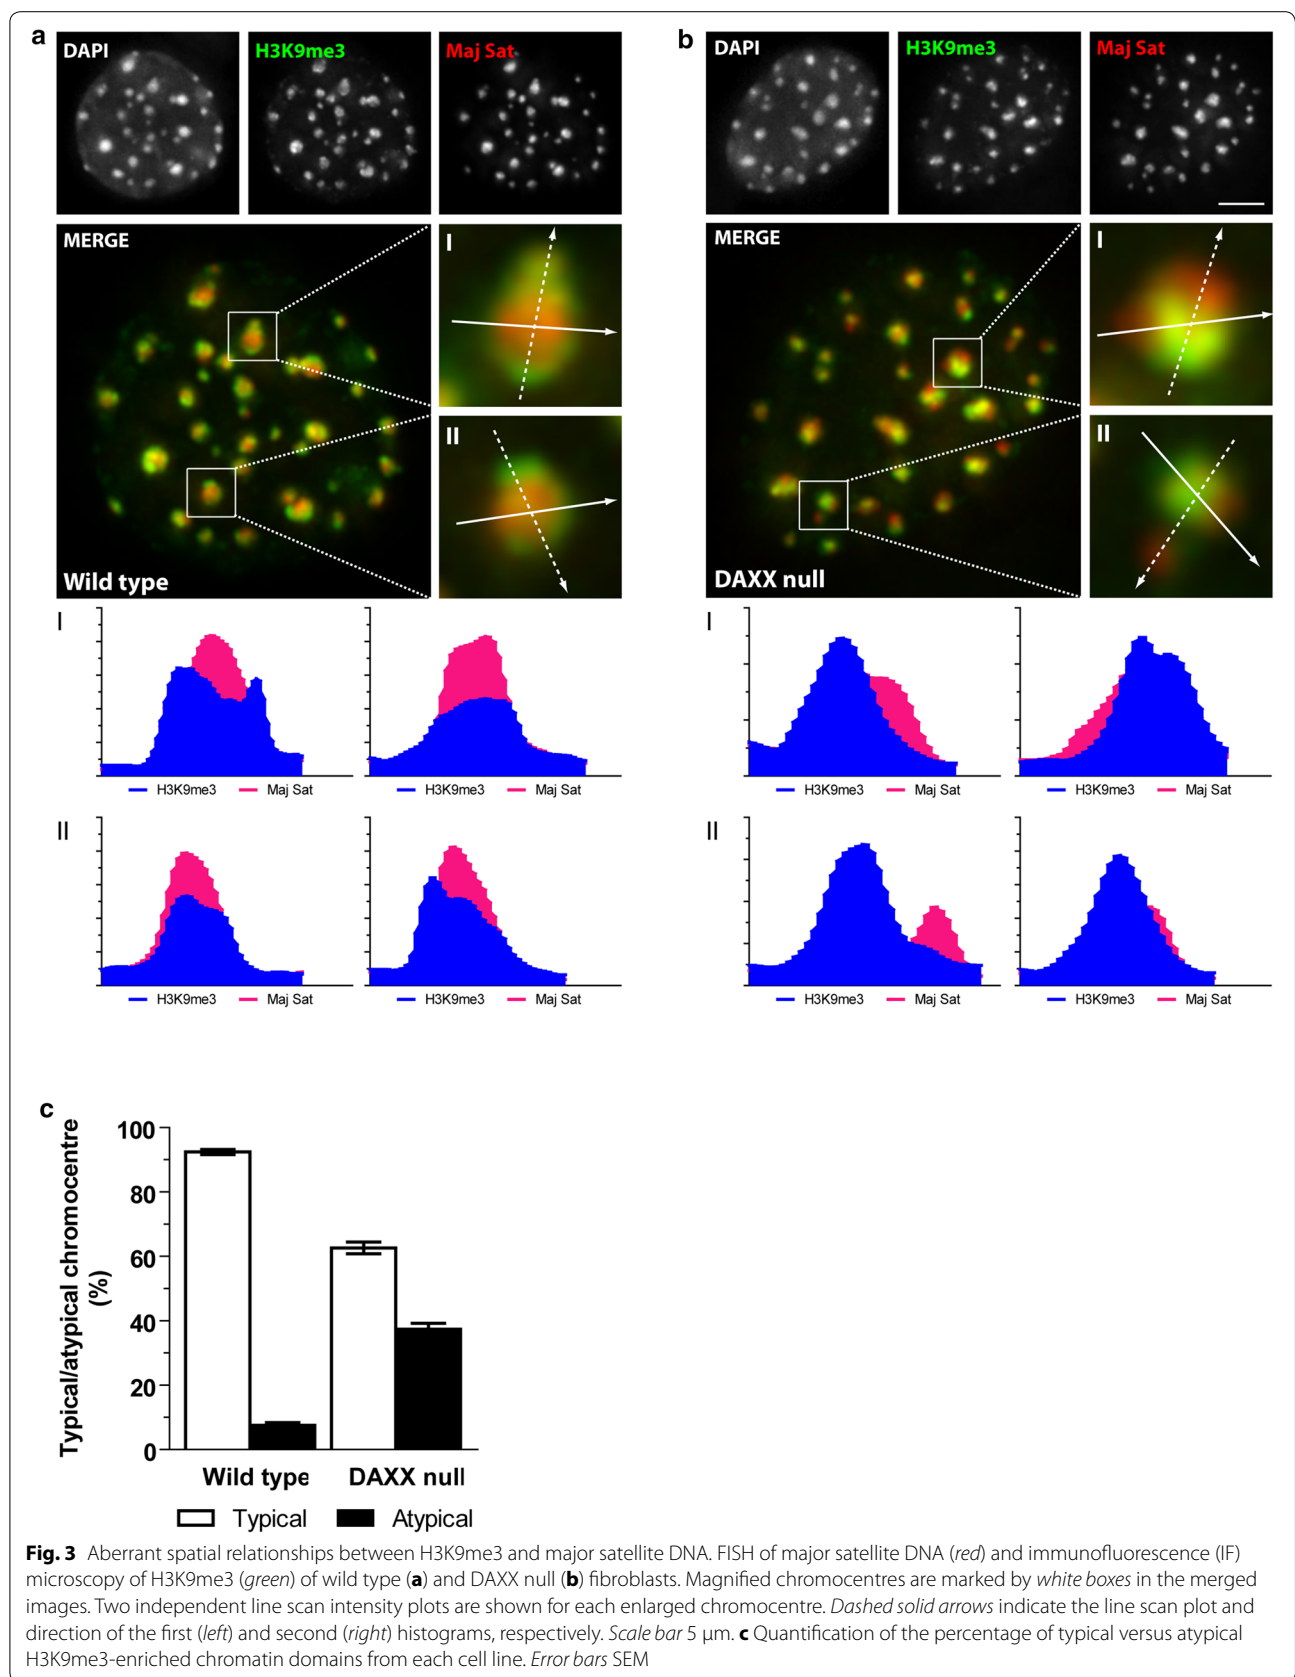 a
DAPI
H3K9me3
Maj Sat
MERGE
I
II
Wild type
b
DAPI
H3K9me3
Maj Sat
MERGE
I
II
DAXX null
I
H3K9me3 Maj Sat
H3K9me3 Maj Sat
II
H3K9me3 Maj Sat
H3K9me3 Maj Sat
I
H3K9me3 Maj Sat
H3K9me3 Maj Sat
II
H3K9me3 Maj Sat
H3K9me3 Maj Sat
c
Typical/atypical chromocentre
(%)
100
80
60
40
20
0
Wild type DAXX null
Typical Atypical
Fig. 3 Aberrant spatial relationships between H3K9me3 and major satellite DNA. FISH of major satellite DNA (red) and immunofluorescence (IF)
microscopy of H3K9me3 (green) of wild type (a) and DAXX null (b) fibroblasts. Magnified chromocentres are marked by white boxes in the merged
images. Two independent line scan intensity plots are shown for each enlarged chromocentre. Dashed solid arrows indicate the line scan plot and
direction of the first (left) and second (right) histograms, respectively. Scale bar 5 μm. c Quantification of the percentage of typical versus atypical
H3K9me3-enriched chromatin domains from each cell line. Error bars SEM